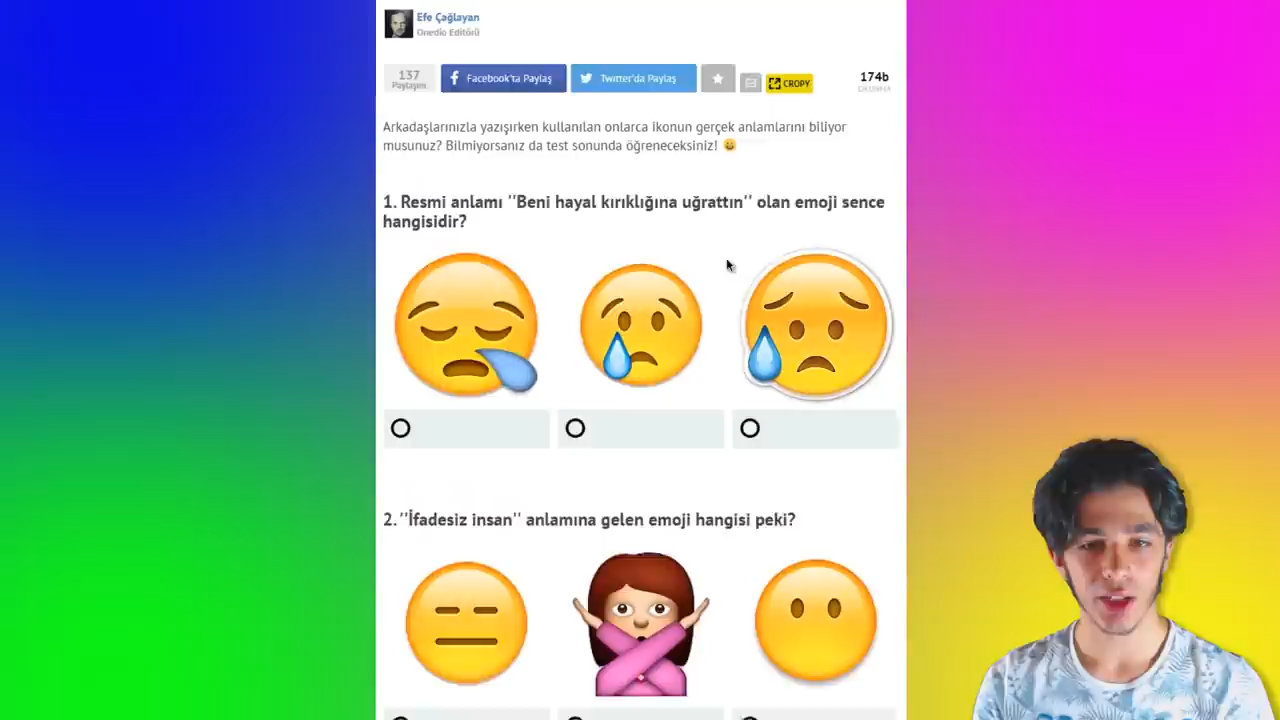 Efe Çağlayan
Onedio Editörü
137
Paylaşım
Facebook'ta Paylaş
Twitter'da Paylaş
CROPY
174b
OKUNMA
Arkadaşlarınızla yazışırken kullanılan onlarca ikonun gerçek anlamlarını biliyor
musunuz? Bilmiyorsanız da test sonunda öğreneceksiniz! 😀
1. Resmi anlamı ''Beni hayal kırıklığına uğrattın'' olan emoji sence
hangisidir?
2. ''İfadesiz insan'' anlamına gelen emoji hangisi peki?